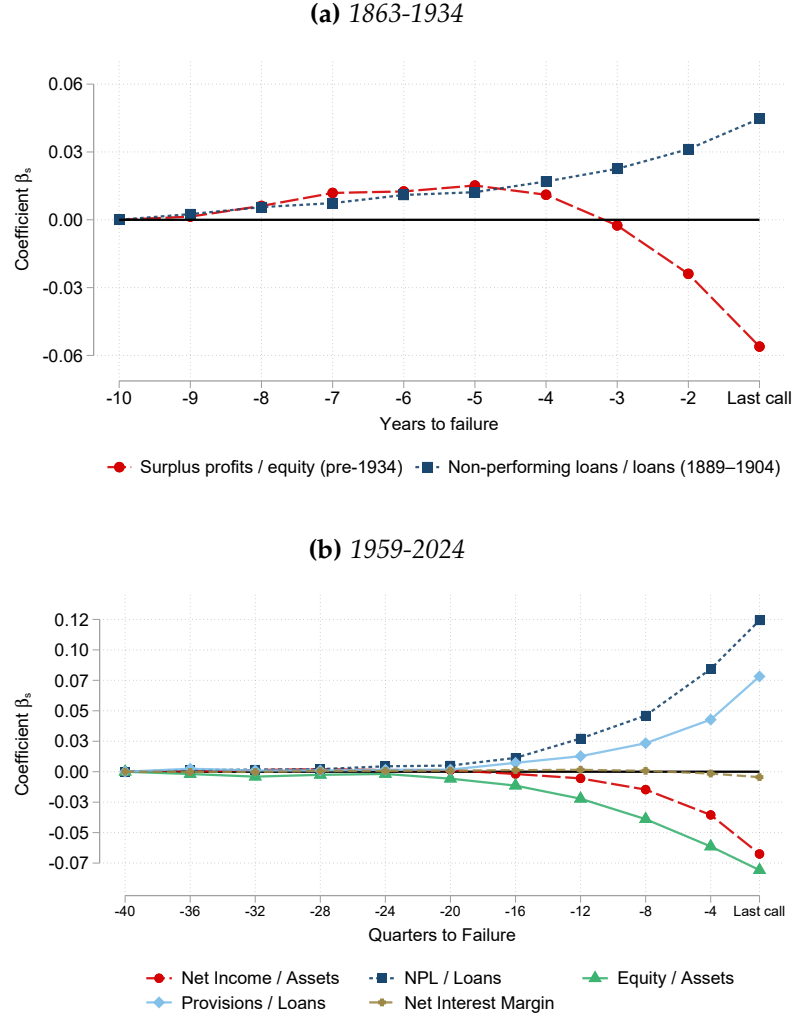 (a) 1863-1934
0.06
0.03
0.00
-0.03
-0.06
Coefficient βₛ
-10 -9 -8 -7 -6 -5 -4 -3 -2 Last call
Years to failure
Surplus profits / equity (pre-1934) Non-performing loans / loans (1889–1904)
(b) 1959-2024
0.12
0.10
0.07
0.05
0.03
0.00
-0.03
-0.05
-0.07
Coefficient βₛ
-40 -36 -32 -28 -24 -20 -16 -12 -8 -4 Last call
Quarters to Failure
Net Income / Assets NPL / Loans Equity / Assets
Provisions / Loans Net Interest Margin